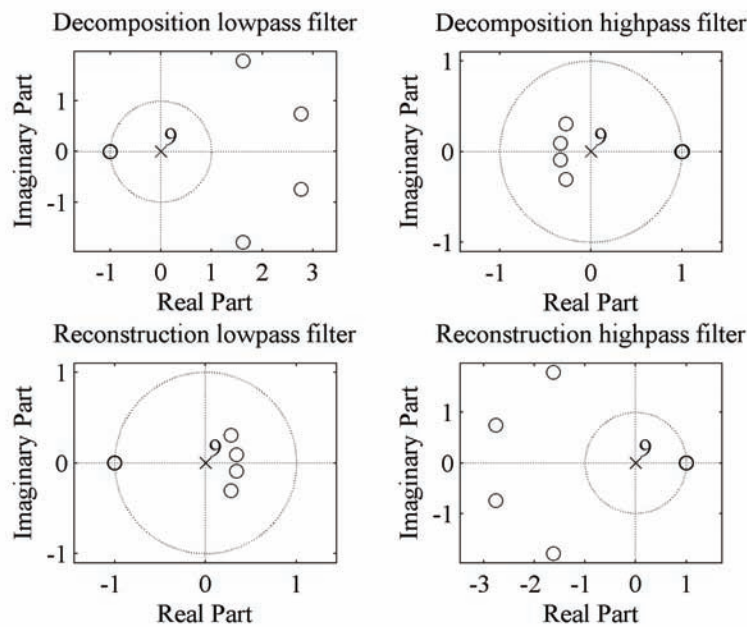 Decomposition lowpass filter
Imaginary Part
1
0
-1
9
-1 0 1 2 3
Real Part
Decomposition highpass filter
Imaginary Part
1
0
-1
9
-1 0 1
Real Part
Reconstruction lowpass filter
Imaginary Part
1
0
-1
9
-1 0 1
Real Part
Reconstruction highpass filter
Imaginary Part
1
0
-1
9
-3 -2 -1 0 1
Real Part